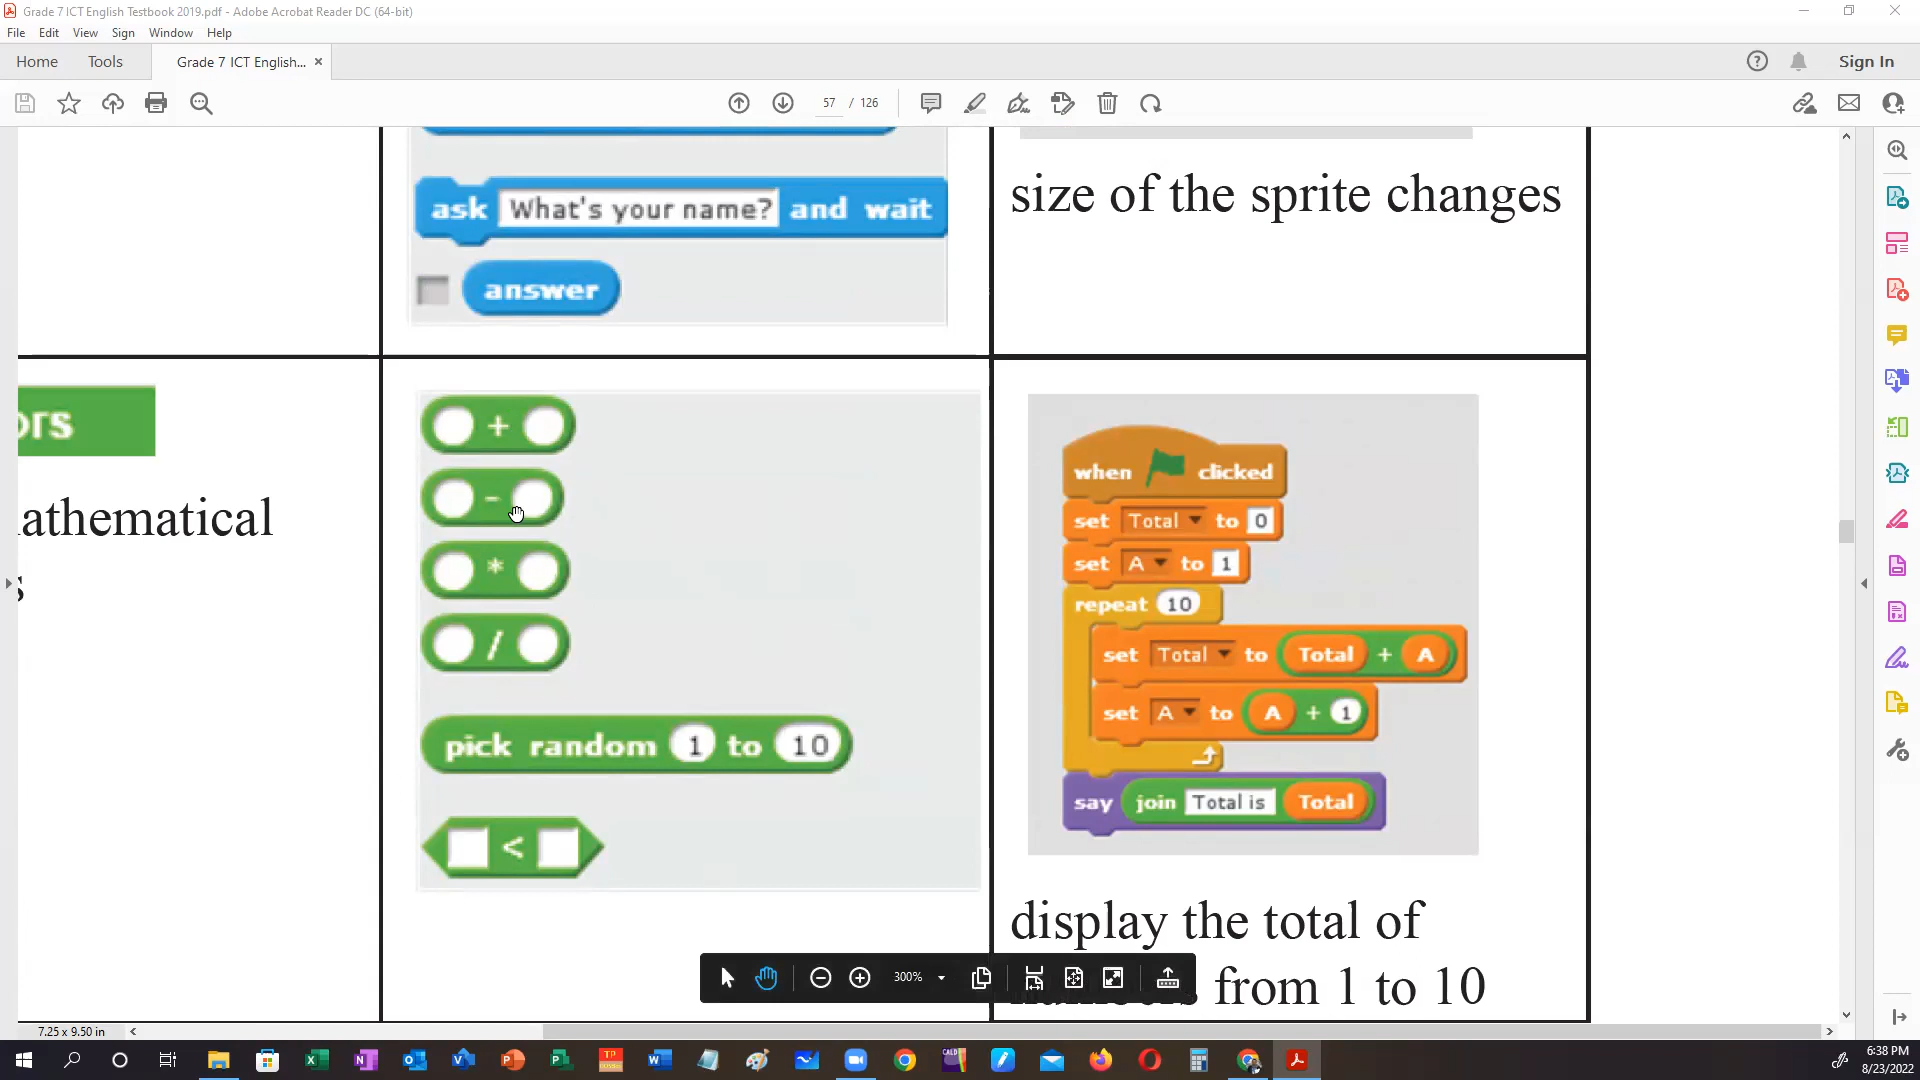 Grade 7 ICT English Testbook 2019.pdf - Adobe Acrobat Reader DC (64-bit)
File Edit View Sign Window Help
Home Tools Grade 7 ICT English... × Sign In
57 / 126
ask What's your name? and wait
answer
size of the sprite changes
ors
athematical
s
+
-
*
/
pick random 1 to 10
<
when clicked
set Total to 0
set A to 1
repeat 10
set Total to Total + A
set A to A + 1
say join Total is Total
display the total of
from 1 to 10
300%
7.25 x 9.50 in
6:38 PM
8/23/2022